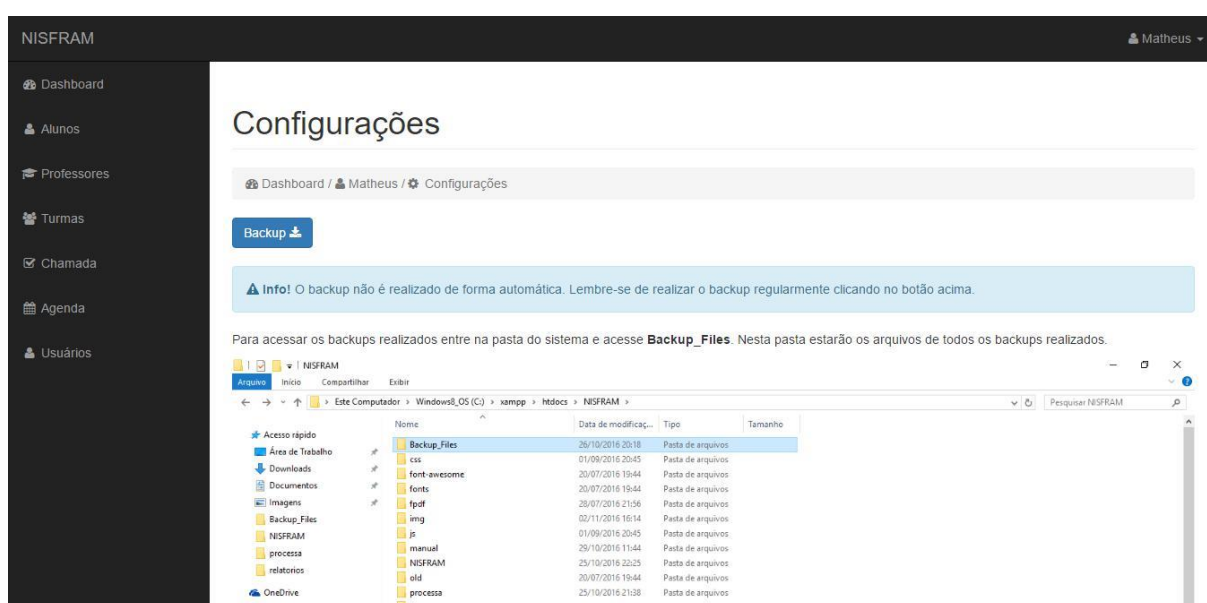 NISFRAM
Matheus
Dashboard
Alunos
Professores
Turmas
Chamada
Agenda
Usuários
Configurações
Dashboard / Matheus / Configurações
Backup
Info! O backup não é realizado de forma automática. Lembre-se de realizar o backup regularmente clicando no botão acima.
Para acessar os backups realizados entre na pasta do sistema e acesse Backup_Files. Nesta pasta estarão os arquivos de todos os backups realizados.
NISFRAM
Arquivo Início Compartilhar Exibir
Este Computador > Windows8_OS (C:) > xampp > htdocs > NISFRAM >
Pesquisar NISFRAM
Acesso rápido
Área de Trabalho
Downloads
Documentos
Imagens
Backup_Files
NISFRAM
processa
relatorios
OneDrive
Nome Data de modificaç... Tipo Tamanho
Backup_Files 26/10/2016 20:18 Pasta de arquivos
css 01/09/2016 20:45 Pasta de arquivos
font-awesome 20/07/2016 19:44 Pasta de arquivos
fonts 20/07/2016 19:44 Pasta de arquivos
fpdf 28/07/2016 21:56 Pasta de arquivos
img 02/11/2016 16:14 Pasta de arquivos
js 01/09/2016 20:45 Pasta de arquivos
manual 29/10/2016 11:44 Pasta de arquivos
NISFRAM 25/10/2016 22:25 Pasta de arquivos
old 20/07/2016 19:44 Pasta de arquivos
processa 25/10/2016 21:38 Pasta de arquivos